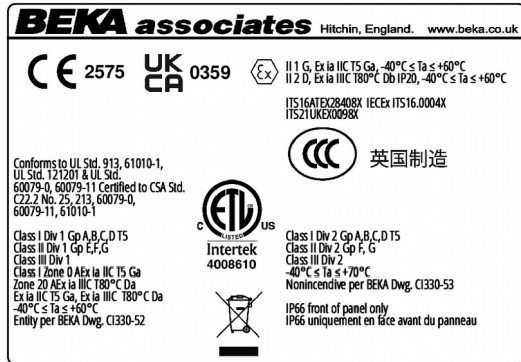 BEKA associates Hitchin, England. www.beka.co.uk
CE 2575 UK CA 0359 Ex II 1 G, Ex ia IIC T5 Ga, -40°C ≤ Ta ≤ +60°C
II 2 D, Ex ia IIIC T80°C Db IP20, -40°C ≤ Ta ≤ +60°C
ITS16ATEX28408X IECEx ITS16.0004X
ITS21UKEX0098X
CCC 英国制造
Conforms to UL Std. 913, 61010-1,
UL Std. 121201 & UL Std.
60079-0, 60079-11 Certified to CSA Std.
C22.2 No. 25, 213, 60079-0,
60079-11, 61010-1
Class I Div 1 Gp A,B,C,D T5
Class II Div 1 Gp E,F,G
Class III Div 1
Class I Zone 0 AEx ia IIC T5 Ga
Zone 20 AEx ia IIIC T80°C Da
Ex ia IIC T5 Ga, Ex ia IIIC T80°C Da
-40°C ≤ Ta ≤ +60°C
Entity per BEKA Dwg. CI330-52
ETL
LISTED
C US
Intertek
4008610
Class I Div 2 Gp A,B,C,D T5
Class II Div 2 Gp F, G
Class III Div 2
-40°C ≤ Ta ≤ +70°C
Nonincendive per BEKA Dwg. CI330-53
IP66 front of panel only
IP66 uniquement en face avant du panneau